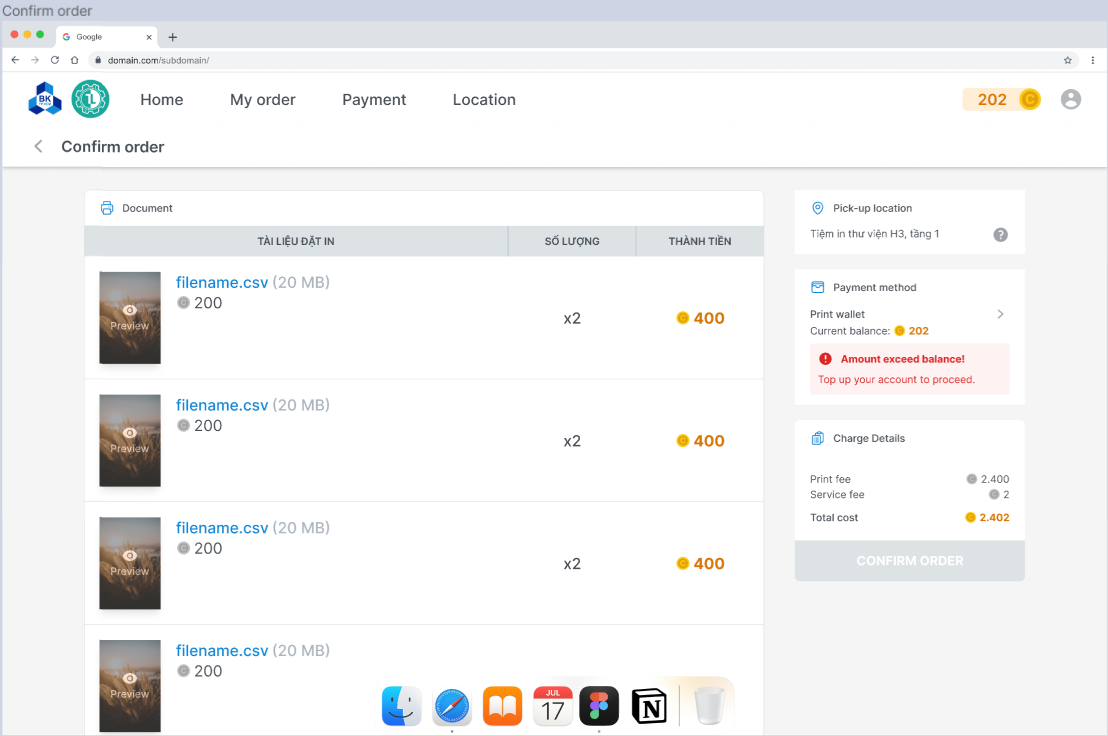 Confirm order
Google
domain.com/subdomain/
BK
Home
My order
Payment
Location
202
Confirm order
Document
TÀI LIỆU ĐẶT IN
SỐ LƯỢNG
THÀNH TIỀN
Preview
filename.csv (20 MB)
200
x2
400
Preview
filename.csv (20 MB)
200
x2
400
Preview
filename.csv (20 MB)
200
x2
400
Preview
filename.csv (20 MB)
200
Pick-up location
Tiệm in thư viện H3, tầng 1
Payment method
Print wallet
Current balance: 202
Amount exceed balance!
Top up your account to proceed.
Charge Details
Print fee 2.400
Service fee 2
Total cost 2.402
CONFIRM ORDER
JUL
17